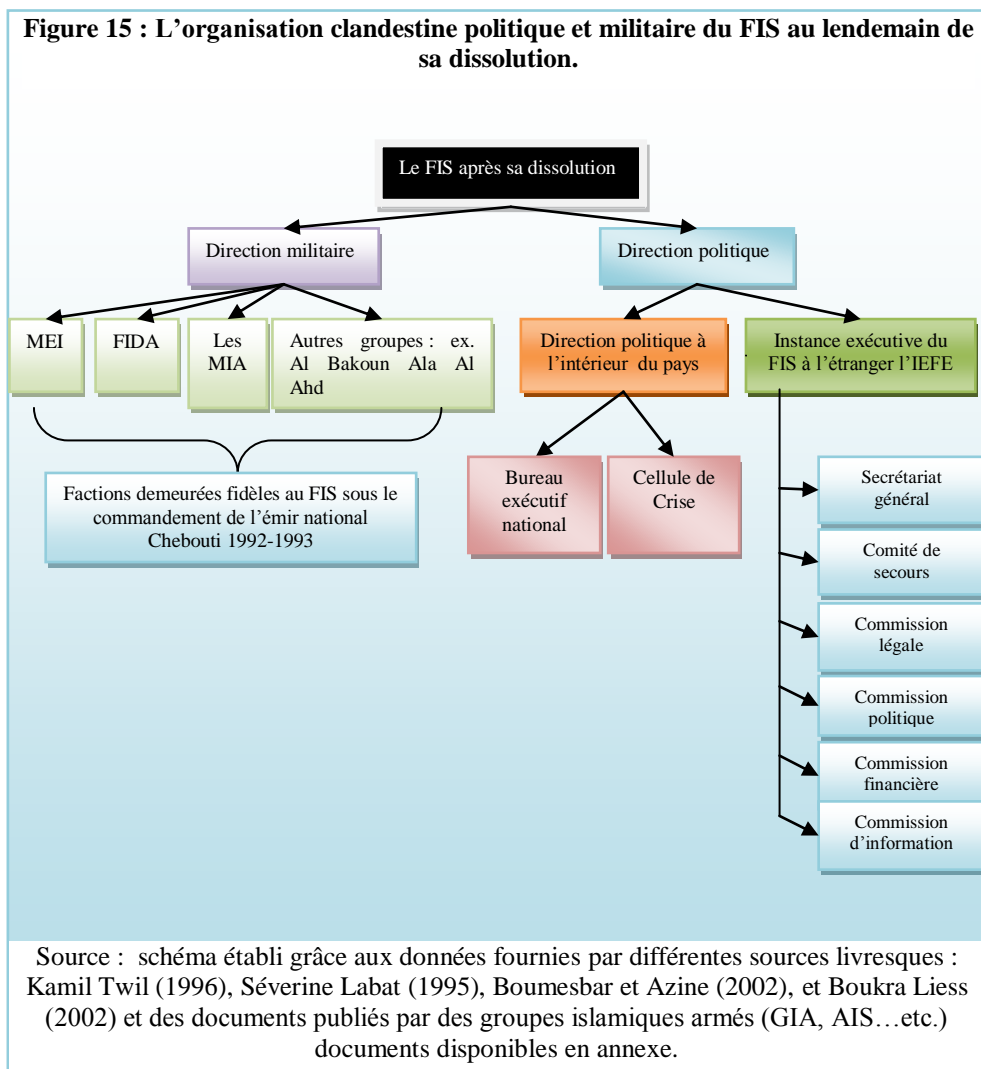 Figure 15 : L'organisation clandestine politique et militaire du FIS au lendemain de
sa dissolution.
Le FIS après sa dissolution
Direction militaire
Direction politique
MEI
FIDA
Les
MIA
Autres groupes : ex.
Al Bakoun Ala Al
Ahd
Direction politique à
l'intérieur du pays
Instance exécutive du
FIS à l'étranger l'IEFE
Factions demeurées fidèles au FIS sous le
commandement de l'émir national
Chebouti 1992-1993
Bureau
exécutif
national
Cellule de
Crise
Secrétariat
général
Comité de
secours
Commission
légale
Commission
politique
Commission
financière
Commission
d'information
Source : schéma établi grâce aux données fournies par différentes sources livresques :
Kamil Twil (1996), Séverine Labat (1995), Boumesbar et Azine (2002), et Boukra Liess
(2002) et des documents publiés par des groupes islamiques armés (GIA, AIS…etc.)
documents disponibles en annexe.